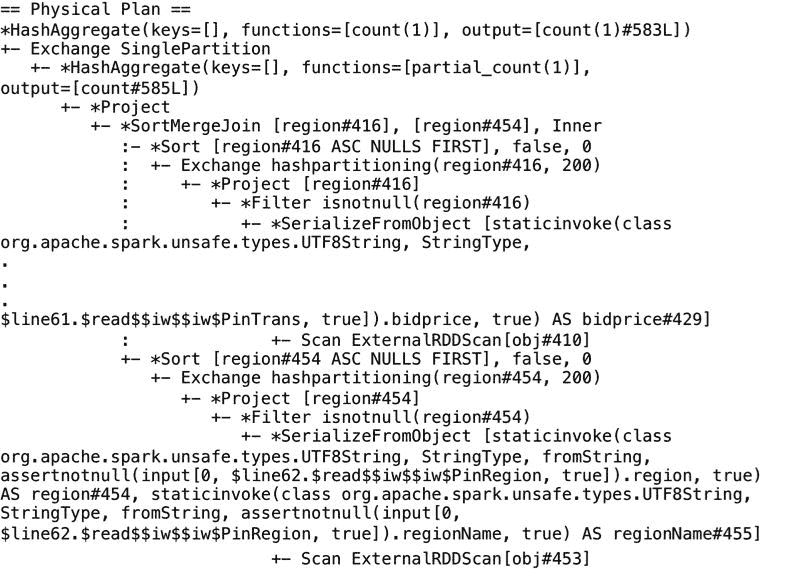 == Physical Plan ==
*HashAggregate(keys=[], functions=[count(1)], output=[count(1)#583L])
+- Exchange SinglePartition
   +- *HashAggregate(keys=[], functions=[partial_count(1)],
output=[count#585L])
      +- *Project
         +- *SortMergeJoin [region#416], [region#454], Inner
            :- *Sort [region#416 ASC NULLS FIRST], false, 0
            :  +- Exchange hashpartitioning(region#416, 200)
            :     +- *Project [region#416]
            :        +- *Filter isnotnull(region#416)
            :           +- *SerializeFromObject [staticinvoke(class
org.apache.spark.unsafe.types.UTF8String, StringType,
.
.
.
$line61.$read$$iw$$iw$PinTrans, true]).bidprice, true) AS bidprice#429]
            :              +- Scan ExternalRDDScan[obj#410]
            +- *Sort [region#454 ASC NULLS FIRST], false, 0
               +- Exchange hashpartitioning(region#454, 200)
                  +- *Project [region#454]
                     +- *Filter isnotnull(region#454)
                        +- *SerializeFromObject [staticinvoke(class
org.apache.spark.unsafe.types.UTF8String, StringType, fromString,
assertnotnull(input[0, $line62.$read$$iw$$iw$PinRegion, true]).region, true)
AS region#454, staticinvoke(class org.apache.spark.unsafe.types.UTF8String,
StringType, fromString, assertnotnull(input[0,
$line62.$read$$iw$$iw$PinRegion, true]).regionName, true) AS regionName#455]
                           +- Scan ExternalRDDScan[obj#453]